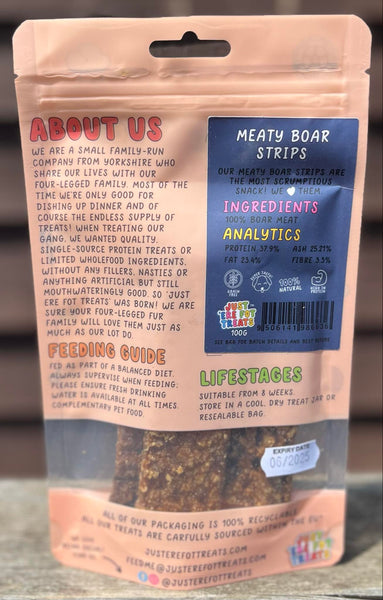 ABOUT US
WE ARE A SMALL FAMILY-RUN
COMPANY FROM YORKSHIRE WHO
SHARE OUR LIVES WITH OUR
FOUR-LEGGED FAMILY. MOST OF
THE TIME WE'RE ONLY GOOD FOR
DISHING UP DINNER AND OF
COURSE THE ENDLESS SUPPLY OF
TREATS! WHEN TREATING OUR
GANG, WE WANTED QUALITY,
SINGLE-SOURCE PROTEIN TREATS OR
LIMITED WHOLEFOOD INGREDIENTS,
WITHOUT ANY FILLERS, NASTIES OR
ANYTHING ARTIFICIAL BUT STILL
MOUTHWATERINGLY GOOD. SO 'JUST
ERE FOT TREATS' WAS BORN! WE ARE
SURE YOUR FOUR-LEGGED FUR
FAMILY WILL LOVE THEM JUST AS
MUCH AS OUR LOT DO.
FEEDING GUIDE
FED AS PART OF A BALANCED DIET.
ALWAYS SUPERVISE WHEN FEEDING.
PLEASE ENSURE FRESH DRINKING
WATER IS AVAILABLE AT ALL TIMES.
COMPLEMENTARY PET FOOD.
MEATY BOAR
STRIPS
OUR MEATY BOAR STRIPS ARE
THE MOST SCRUMPTIOUS
SNACK! WE THEM.
INGREDIENTS
100% BOAR MEAT
ANALYTICS
PROTEIN 37.9% ASH 25.21%
FAT 23.4% FIBRE 3.5%
GRAIN
FREE
100%
NATURAL
JUST
'ERE FOT
TREATS
100G
9 506141 986636
SEE BAG FOR BATCH DETAILS AND BEST BEFORE
LIFESTAGES
SUITABLE FROM 8 WEEKS.
STORE IN A COOL, DRY TREAT JAR OR
RESEALABLE BAG.
EXPIRY DATE
06/2025
ALL OF OUR PACKAGING IS 100% RECYCLABLE
ALL OUR TREATS ARE CAREFULLY SOURCED WITHIN THE EU
JUSTEREFOTTREATS.COM
FEEDME@JUSTEREFOTTREATS.COM
@JUSTEREFOTTREATS